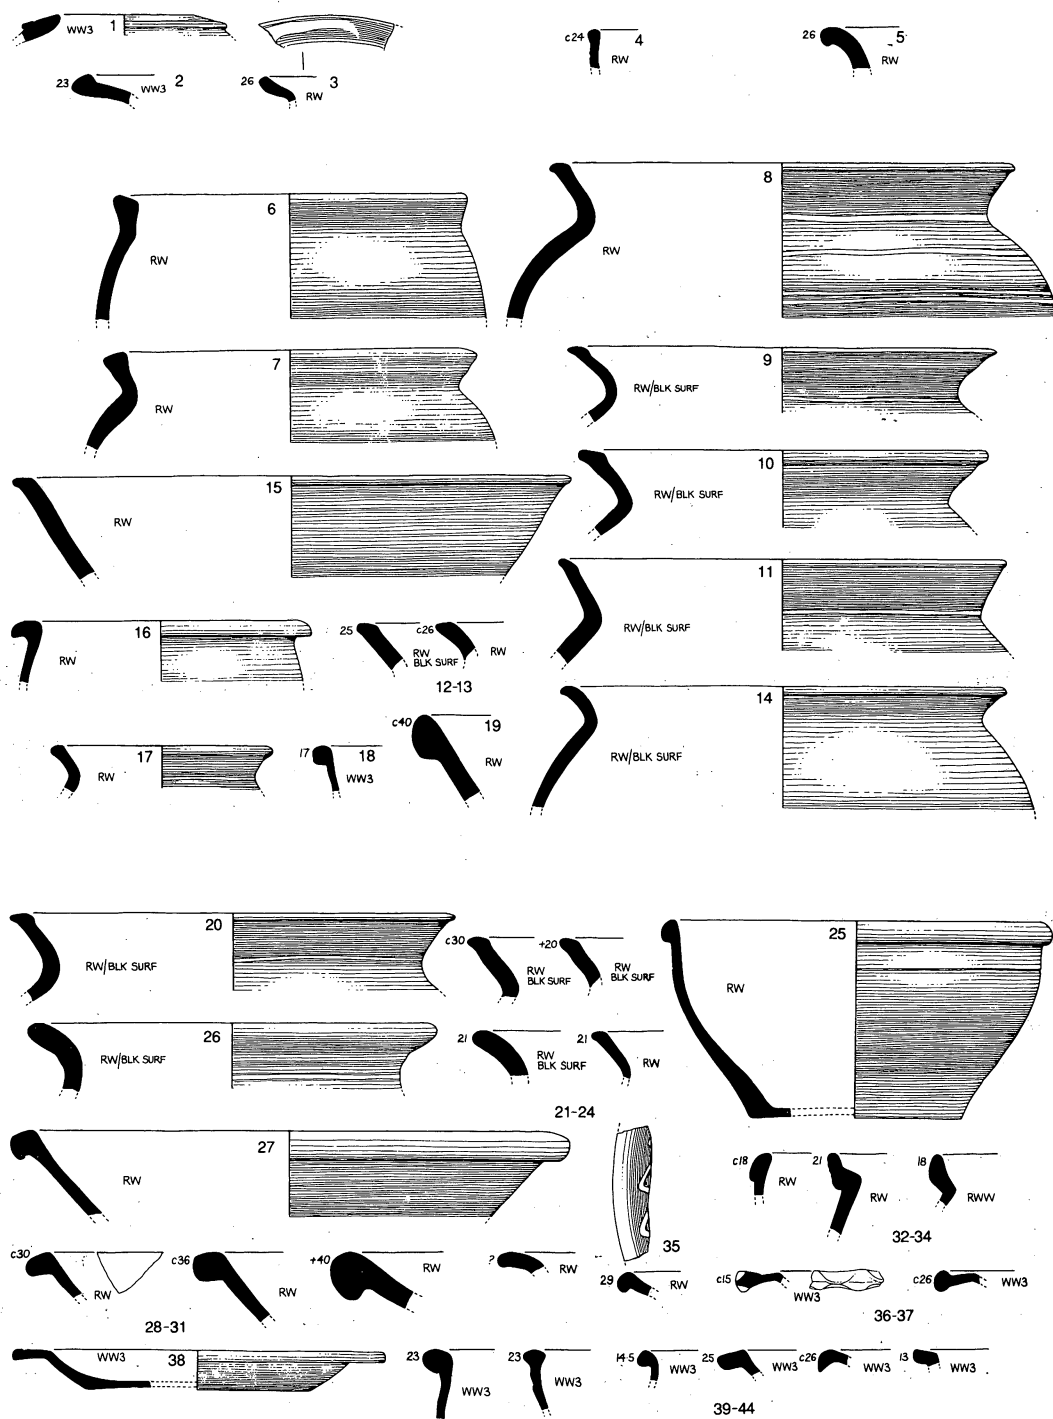 WW3 1
23 WW3 2
26 RW 3
c24 RW 4
26 RW 5
6 RW
8 RW
7 RW
9 RW/BLK SURF
10 RW/BLK SURF
15 RW
11 RW/BLK SURF
16 RW
25 RW BLK SURF
c26 RW
12-13
14 RW/BLK SURF
17 RW
17 18 WW3
c40 19 RW
20 RW/BLK SURF
c30 RW BLK SURF
+20 RW BLK SURF
25 RW
26 RW/BLK SURF
21 RW BLK SURF
21 RW
21-24
27 RW
35
c18 RW
21 RW
18 RWW
32-34
c30 RW
c36 RW
+40 RW
? RW
28-31
29 RW
c15 WW3
c26 WW3
36-37
WW3 38
23 WW3
23 WW3
14·5 WW3
25 WW3
c26 WW3
13 WW3
39-44